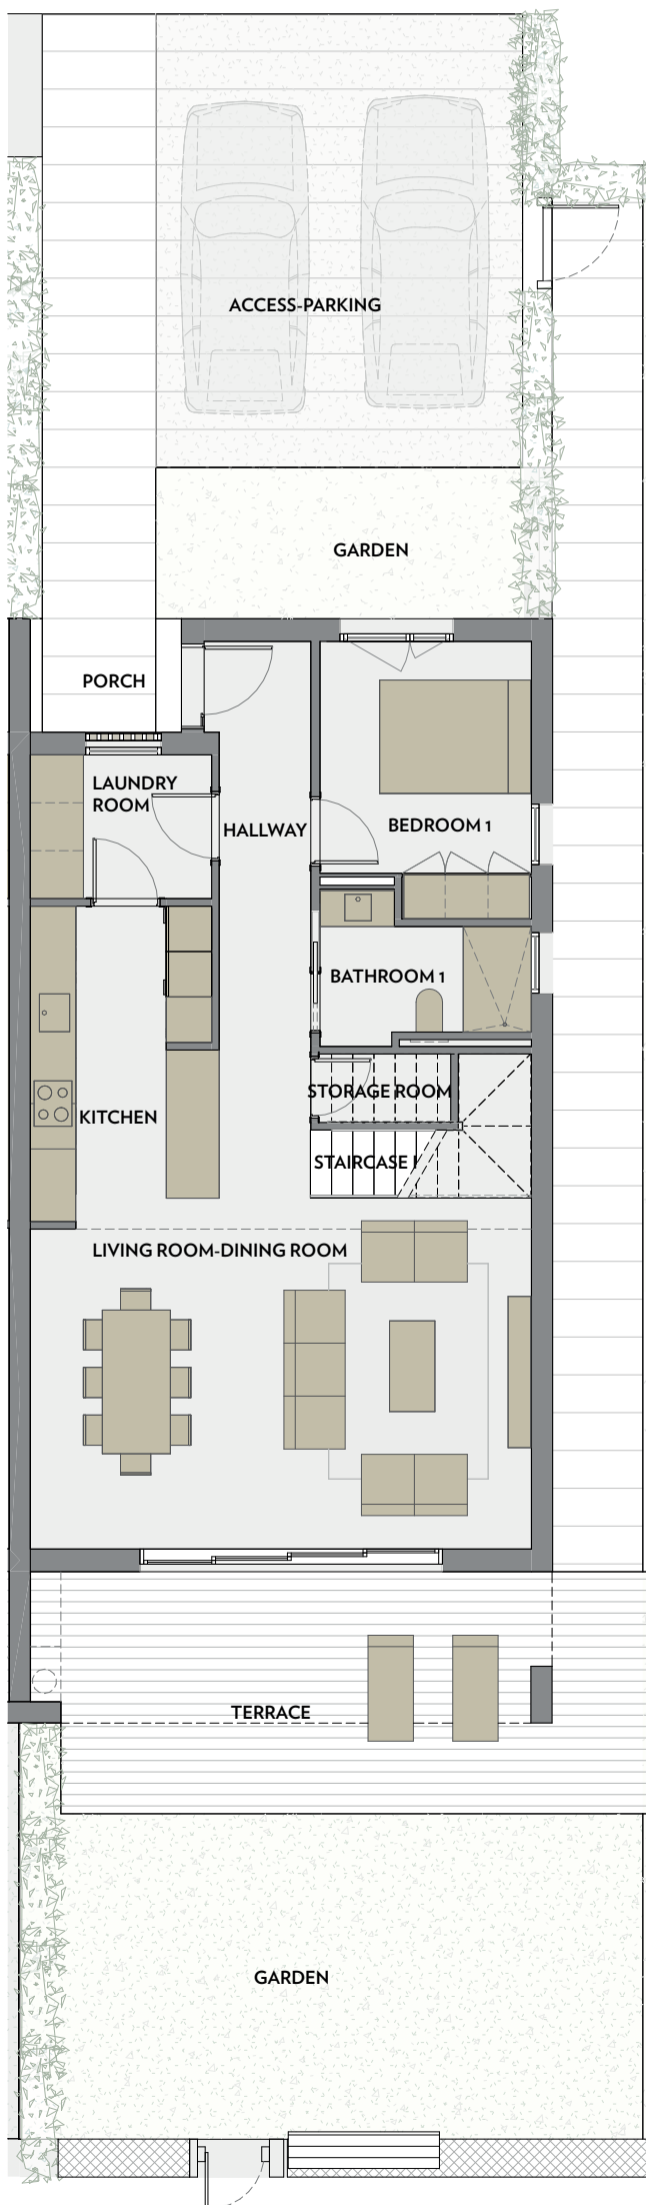 ACCESS-PARKING
GARDEN
PORCH
LAUNDRY
ROOM
HALLWAY
BEDROOM 1
BATHROOM 1
STORAGE ROOM
KITCHEN
STAIRCASE I
LIVING ROOM-DINING ROOM
TERRACE
GARDEN